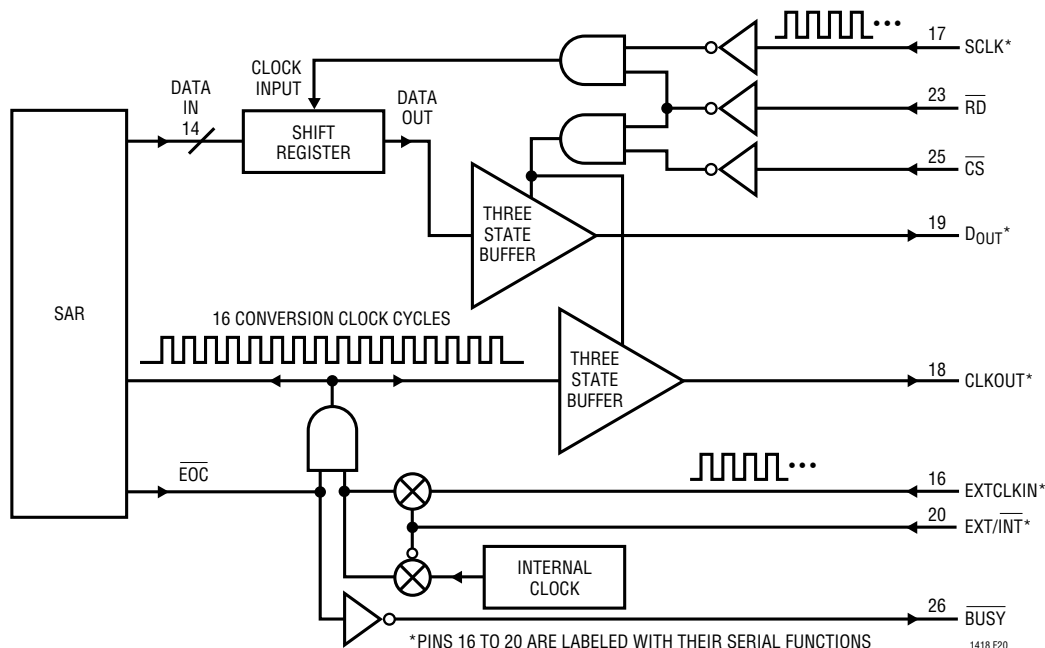 17 SCLK*
CLOCK
INPUT
DATA
IN
14
DATA
OUT
23 RD
SHIFT
REGISTER
25 CS
THREE
STATE
BUFFER
19 DOUT*
SAR
16 CONVERSION CLOCK CYCLES
THREE
STATE
BUFFER
18 CLKOUT*
EOC
16 EXTCLKIN*
20 EXT/INT*
INTERNAL
CLOCK
26 BUSY
*PINS 16 TO 20 ARE LABELED WITH THEIR SERIAL FUNCTIONS
1418 F20